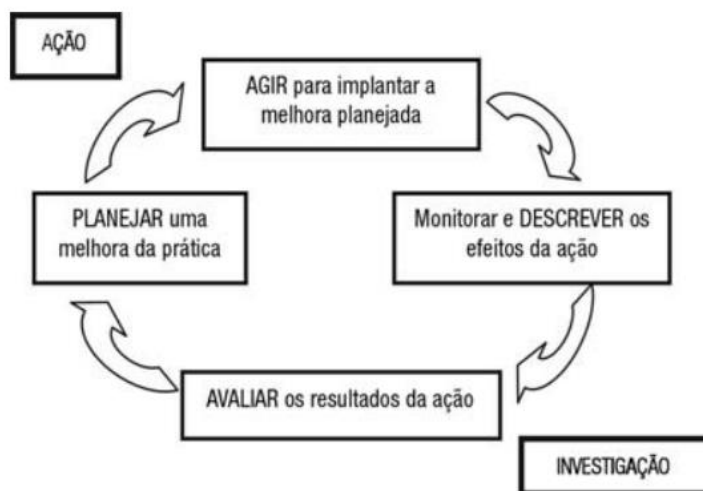 AÇÃO
AGIR para implantar a
melhora planejada
PLANEJAR uma
melhora da prática
Monitorar e DESCREVER os
efeitos da ação
AVALIAR os resultados da ação
INVESTIGAÇÃO